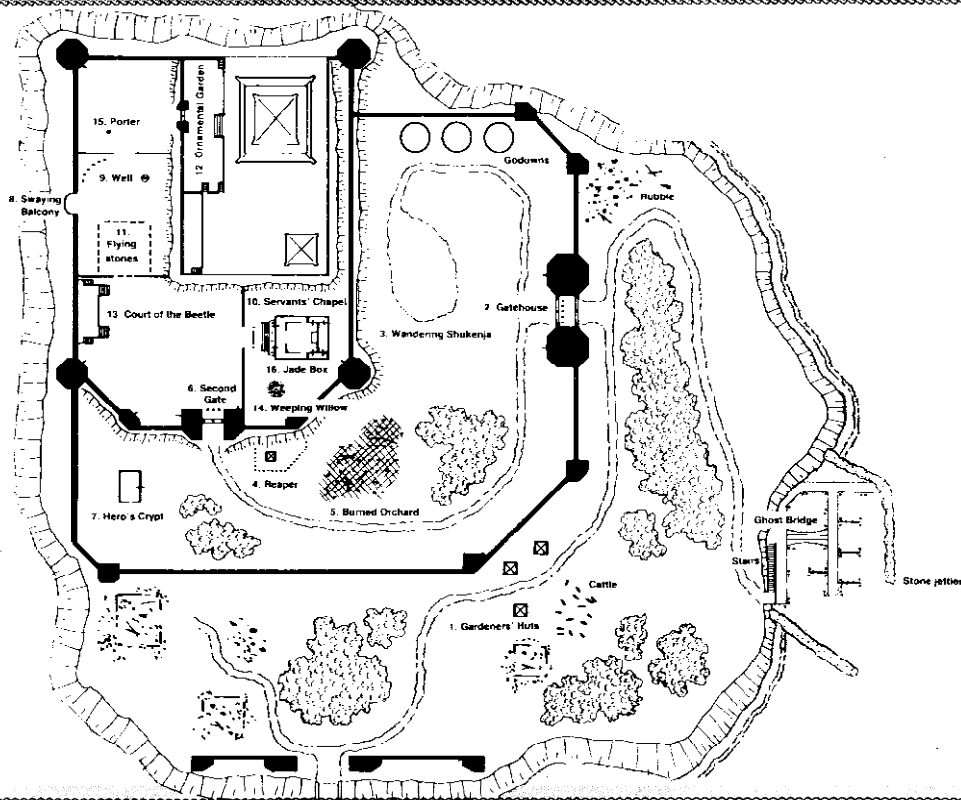 12 Ornamental Garden
15. Porter
Godowns
9. Well
Rubble
8. Swaying
Balcony
11.
Flying
stones
10. Servants' Chapel
2 Gatehouse
13. Court of the Beetle
3. Wandering Shukenja
16. Jade Box
6. Second
Gate
14. Weeping Willow
4. Reaper
7. Hero's Crypt
5. Burned Orchard
Ghost Bridge
Stairs
Cattle
Stone jetties
1. Gardeners' Huts